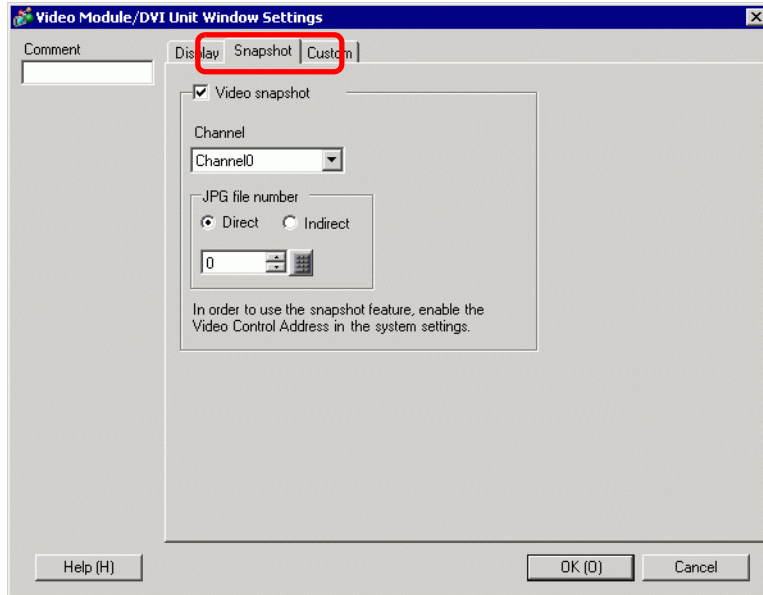 Video Module/DVI Unit Window Settings
Comment
Display Snapshot Custom
Video snapshot
Channel
Channel0
JPG file number
Direct Indirect
0
In order to use the snapshot feature, enable the
Video Control Address in the system settings.
Help (H) OK (O) Cancel